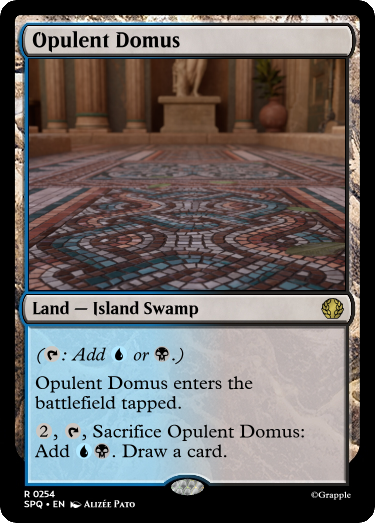 Opulent Domus
Land — Island Swamp
(: Add or .)
Opulent Domus enters the
battlefield tapped.
2, , Sacrifice Opulent Domus:
Add . Draw a card.
R 0254
SPQ • EN Alizée Pato
©Grapple